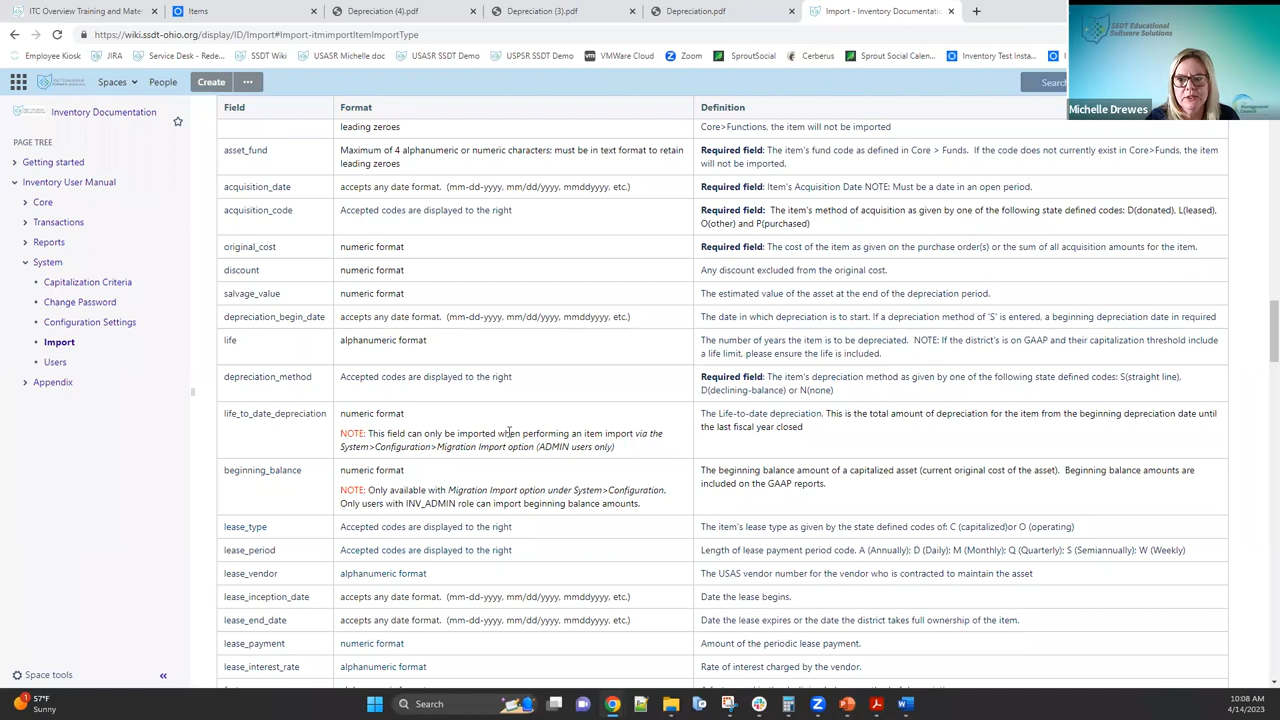 ITC Overview Training and Mater
Items
Depreciation (4).pdf
Depreciation (3).pdf
Depreciation.pdf
Import - Inventory Documentatio
https://wiki.ssdt-ohio.org/display/ID/Import#Import-itmimportItemImportType
Employee Kiosk
JIRA
Service Desk - Rede...
SSDT Wiki
USASR Michelle doc
USASR SSDT Demo
USPSR SSDT Demo
VMWare Cloud
Zoom
SproutSocial
Cerberus
Sprout Social Calen...
Inventory Test Insta...
SSDT Educational
Software Solutions
Michelle Drewes
Management
Council
Spaces
People
Create
Search
Inventory Documentation
PAGE TREE
Getting started
Inventory User Manual
Core
Transactions
Reports
System
Capitalization Criteria
Change Password
Configuration Settings
Import
Users
Appendix
Space tools
Field Format Definition
leading zeroes Core>Functions, the item will not be imported
asset_fund Maximum of 4 alphanumeric or numeric characters; must be in text format to retain Required field: The item's fund code as defined in Core > Funds. If the code does not currently exist in Core>Funds, the item
leading zeroes will not be imported.
acquisition_date accepts any date format. (mm-dd-yyyy, mm/dd/yyyy, mmddyyyy, etc.) Required field: Item's Acquisition Date NOTE: Must be a date in an open period.
acquisition_code Accepted codes are displayed to the right Required field: The item's method of acquisition as given by one of the following state defined codes: D(donated), L(leased),
O(other) and P(purchased)
original_cost numeric format Required field: The cost of the item as given on the purchase order(s) or the sum of all acquisition amounts for the item.
discount numeric format Any discount excluded from the original cost.
salvage_value numeric format The estimated value of the asset at the end of the depreciation period.
depreciation_begin_date accepts any date format. (mm-dd-yyyy, mm/dd/yyyy, mmddyyyy, etc.) The date in which depreciation is to start. If a depreciation method of 'S' is entered, a beginning depreciation date in required
life alphanumeric format The number of years the item is to be depreciated. NOTE: If the district's is on GAAP and their capitalization threshold include
a life limit, please ensure the life is included.
depreciation_method Accepted codes are displayed to the right Required field: The item's depreciation method as given by one of the following state defined codes: S(straight line),
D(declining-balance) or N(none)
life_to_date_depreciation numeric format The Life-to-date depreciation. This is the total amount of depreciation for the item from the beginning depreciation date until
the last fiscal year closed
NOTE: This field can only be imported when performing an item import via the
System>Configuration>Migration Import option (ADMIN users only)
beginning_balance numeric format The beginning balance amount of a capitalized asset (current original cost of the asset). Beginning balance amounts are
included on the GAAP reports.
NOTE: Only available with Migration Import option under System>Configuration.
Only users with INV_ADMIN role can import beginning balance amounts.
lease_type Accepted codes are displayed to the right The item's lease type as given by the state defined codes of: C (capitalized)or O (operating)
lease_period Accepted codes are displayed to the right Length of lease payment period code. A (Annually); D (Daily); M (Monthly); Q (Quarterly); S (Semiannually); W (Weekly)
lease_vendor alphanumeric format The USAS vendor number for the vendor who is contracted to maintain the asset
lease_inception_date accepts any date format. (mm-dd-yyyy, mm/dd/yyyy, mmddyyyy, etc.) Date the lease begins.
lease_end_date accepts any date format. (mm-dd-yyyy, mm/dd/yyyy, mmddyyyy, etc.) Date the lease expires or the date the district takes full ownership of the item.
lease_payment numeric format Amount of the periodic lease payment.
lease_interest_rate alphanumeric format Rate of interest charged by the vendor.
57°F
Sunny
Search
10:08 AM
4/14/2023